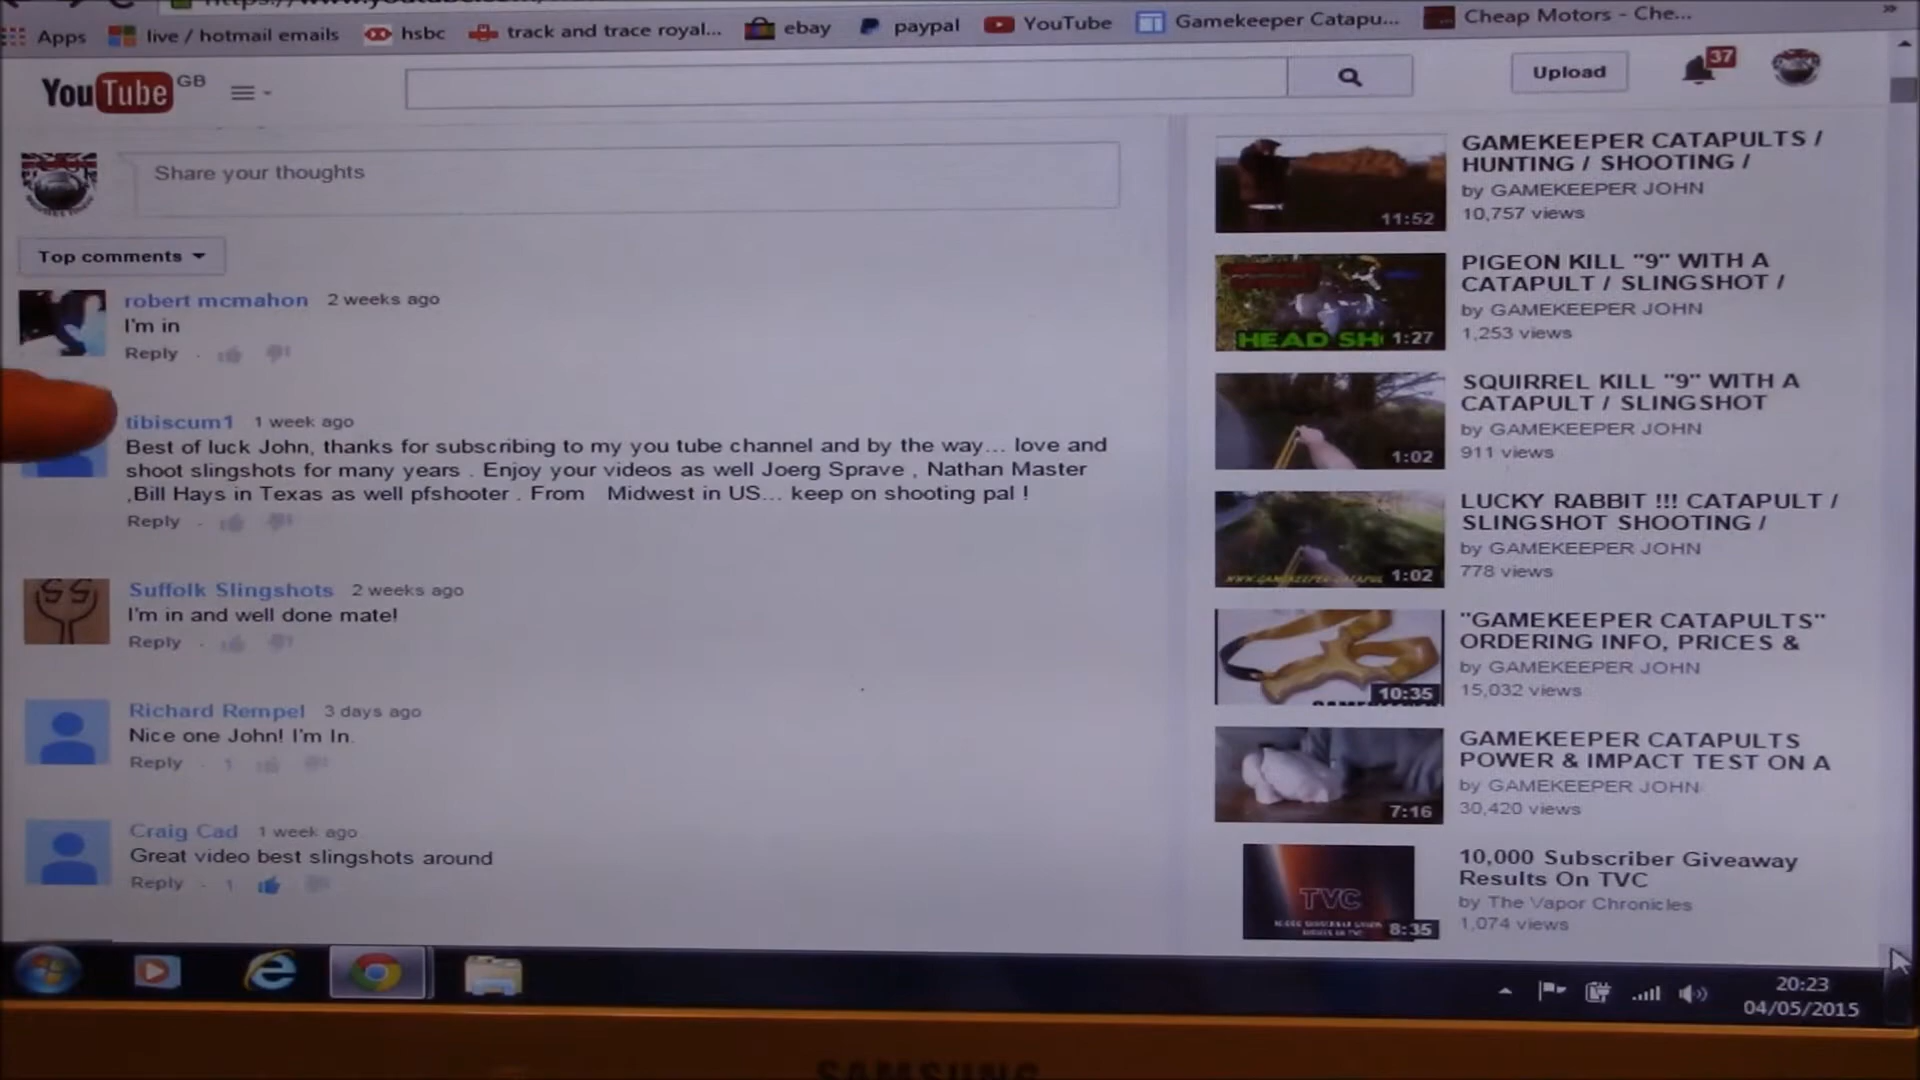 Apps live / hotmail emails hsbc track and trace royal... ebay paypal YouTube Gamekeeper Catapu... Cheap Motors - Che...
YouTube GB Upload 37
Share your thoughts
Top comments
robert mcmahon 2 weeks ago
I'm in
Reply
tibiscum1 1 week ago
Best of luck John, thanks for subscribing to my you tube channel and by the way... love and
shoot slingshots for many years . Enjoy your videos as well Joerg Sprave , Nathan Master
,Bill Hays in Texas as well pfshooter . From Midwest in US... keep on shooting pal !
Reply
Suffolk Slingshots 2 weeks ago
I'm in and well done mate!
Reply
Richard Rempel 3 days ago
Nice one John! I'm In.
Reply 1
Craig Cad 1 week ago
Great video best slingshots around
Reply 1
11:52
GAMEKEEPER CATAPULTS /
HUNTING / SHOOTING /
by GAMEKEEPER JOHN
10,757 views
HEAD SH 1:27
PIGEON KILL "9" WITH A
CATAPULT / SLINGSHOT /
by GAMEKEEPER JOHN
1,253 views
1:02
SQUIRREL KILL "9" WITH A
CATAPULT / SLINGSHOT
by GAMEKEEPER JOHN
911 views
1:02
LUCKY RABBIT !!! CATAPULT /
SLINGSHOT SHOOTING /
by GAMEKEEPER JOHN
778 views
10:35
"GAMEKEEPER CATAPULTS"
ORDERING INFO, PRICES &
by GAMEKEEPER JOHN
15,032 views
7:16
GAMEKEEPER CATAPULTS
POWER & IMPACT TEST ON A
by GAMEKEEPER JOHN
30,420 views
TVC
8:35
10,000 Subscriber Giveaway
Results On TVC
by The Vapor Chronicles
1,074 views
20:23
04/05/2015
SAMSUNG